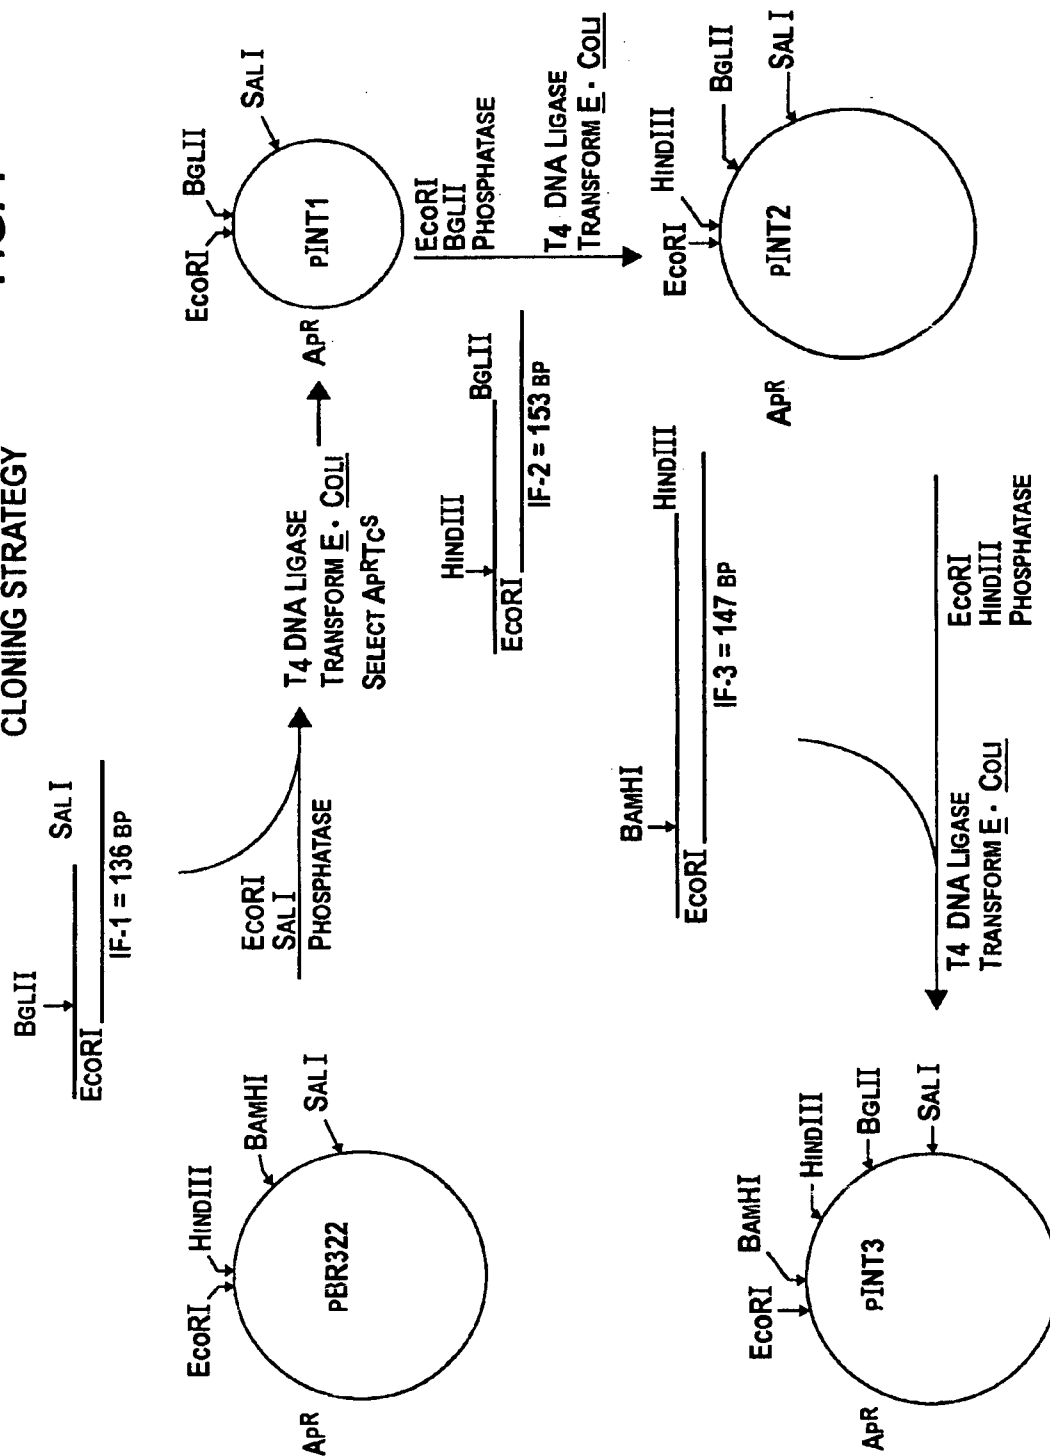 CLONING STRATEGY
BGLII
SAL I
ECORI
IF-1 = 136 BP
ECORI
HINDIII
BAMHI
SAL I
PBR322
APR
ECORI
SAL I
PHOSPHATASE
T4 DNA LIGASE
TRANSFORM E. COLI
SELECT APRTCS
APR
ECORI
BGLII
SAL I
PINT1
HINDIII
BGLII
ECORI
IF-2 = 153 BP
ECORI
BGLII
PHOSPHATASE
T4 DNA LIGASE
TRANSFORM E. COLI
ECORI
HINDIII
BGLII
SAL I
PINT2
APR
BAMHI
HINDIII
ECORI
IF-3 = 147 BP
ECORI
HINDIII
PHOSPHATASE
T4 DNA LIGASE
TRANSFORM E. COLI
ECORI
BAMHI
HINDIII
BGLII
SAL I
PINT3
APR